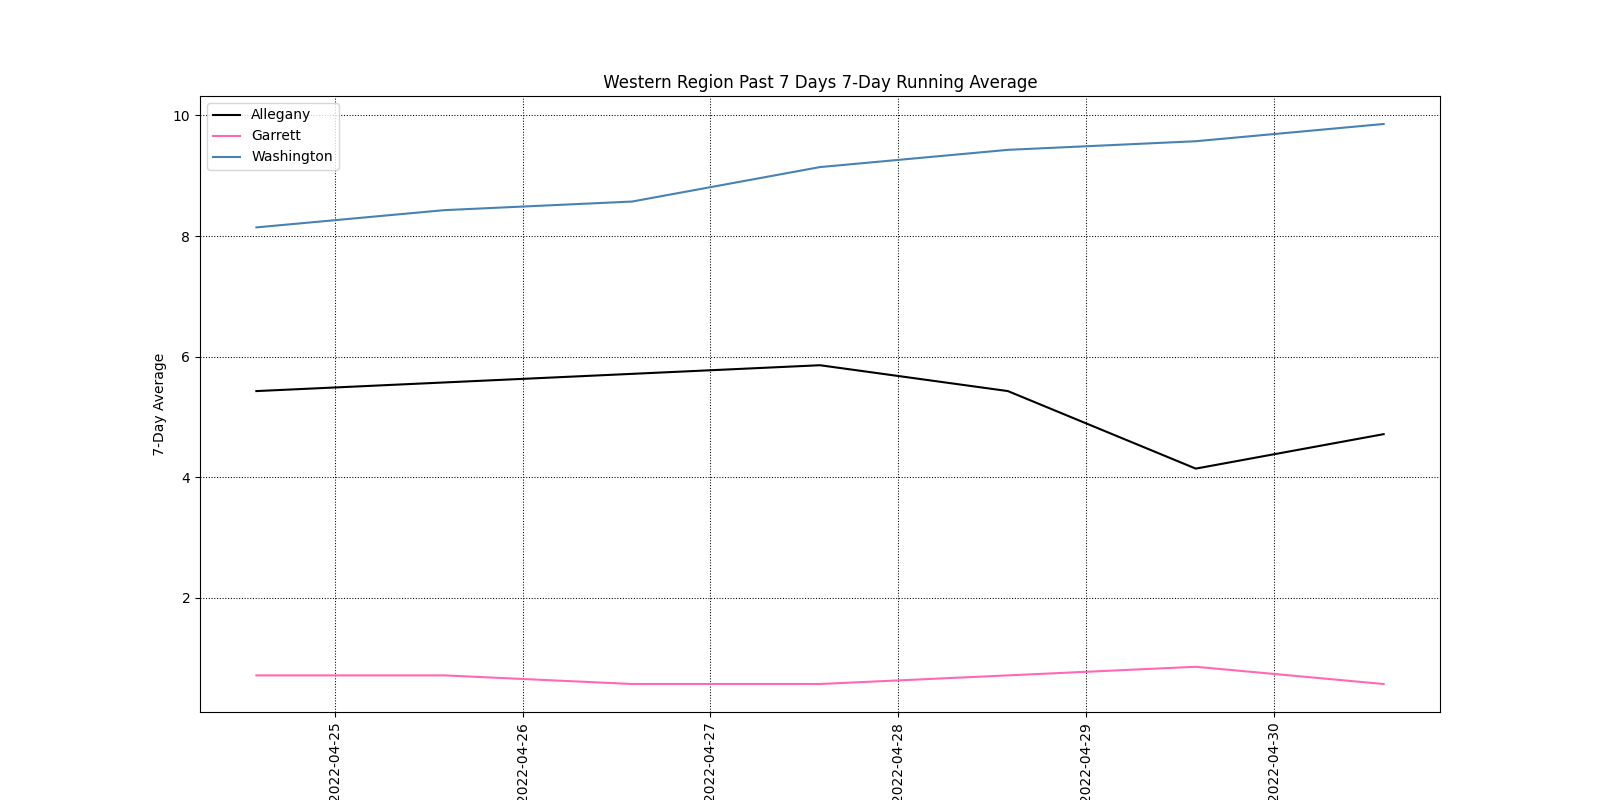 Western Region Past 7 Days 7-Day Running Average
Allegany
Garrett
Washington
7-Day Average
10
8
6
4
2
2022-04-25
2022-04-26
2022-04-27
2022-04-28
2022-04-29
2022-04-30